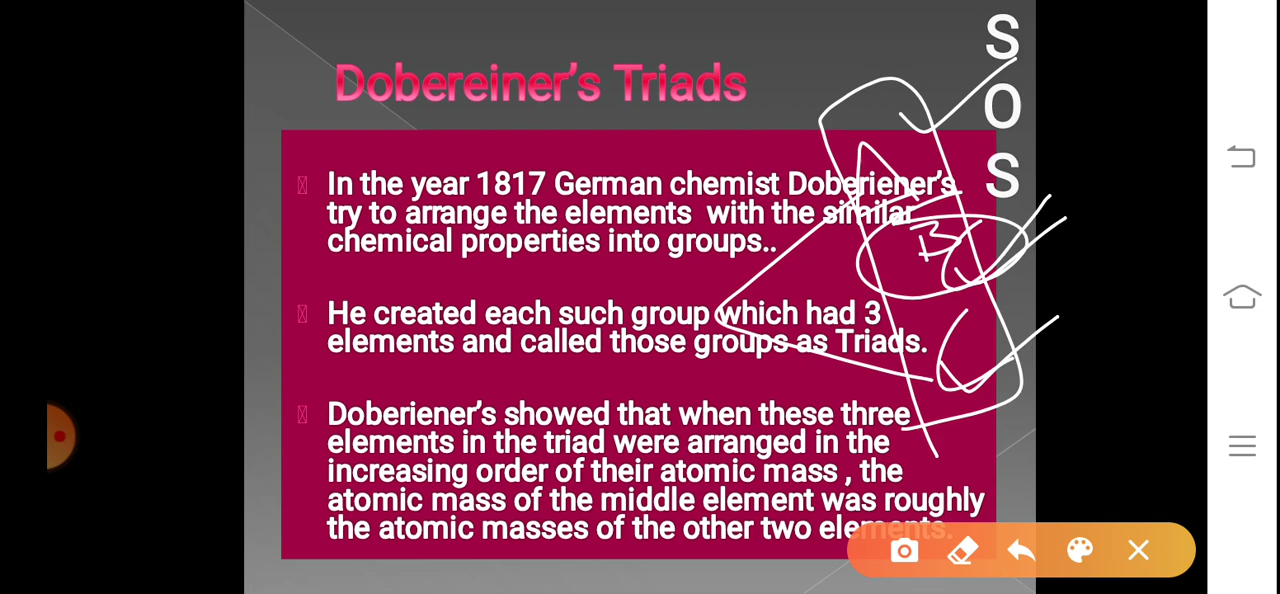 Dobereiner's Triads
S
O
S
In the year 1817 German chemist Doberiener's.
try to arrange the elements with the similar
chemical properties into groups..
He created each such group which had 3
elements and called those groups as Triads.
Doberiener's showed that when these three
elements in the triad were arranged in the
increasing order of their atomic mass , the
atomic mass of the middle element was roughly
the atomic masses of the other two elements.